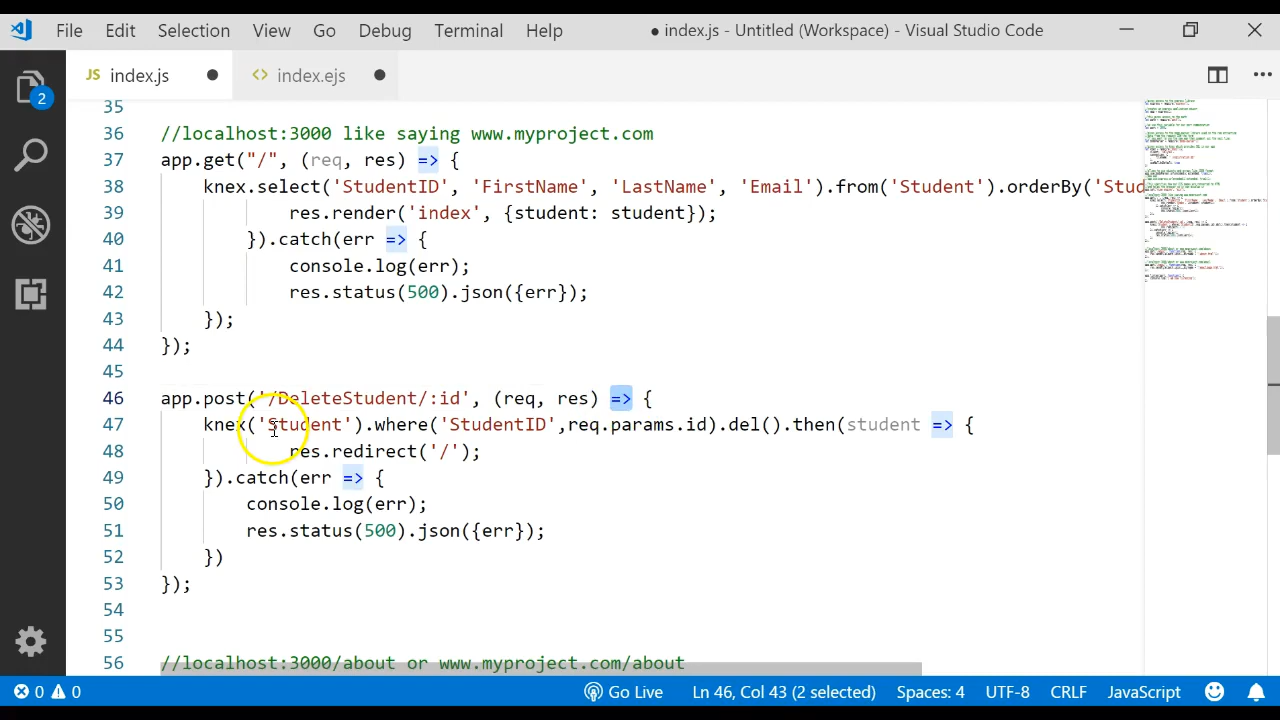 File Edit Selection View Go Debug Terminal Help ● index.js - Untitled (Workspace) - Visual Studio Code
JS index.js ● <> index.ejs ●
2
35
36 //localhost:3000 like saying www.myproject.com
37 app.get("/", (req, res) => {
38 knex.select('StudentID', 'FirstName', 'LastName', 'Email').from('Student').orderBy('Stud
39 res.render('index', {student: student});
40 }).catch(err => {
41 console.log(err);
42 res.status(500).json({err});
43 });
44 });
45
46 app.post('/DeleteStudent/:id', (req, res) => {
47 knex('Student').where('StudentID',req.params.id).del().then(student => {
48 res.redirect('/');
49 }).catch(err => {
50 console.log(err);
51 res.status(500).json({err});
52 })
53 });
54
55
56 //localhost:3000/about or www.myproject.com/about
0 0 Go Live Ln 46, Col 43 (2 selected) Spaces: 4 UTF-8 CRLF JavaScript